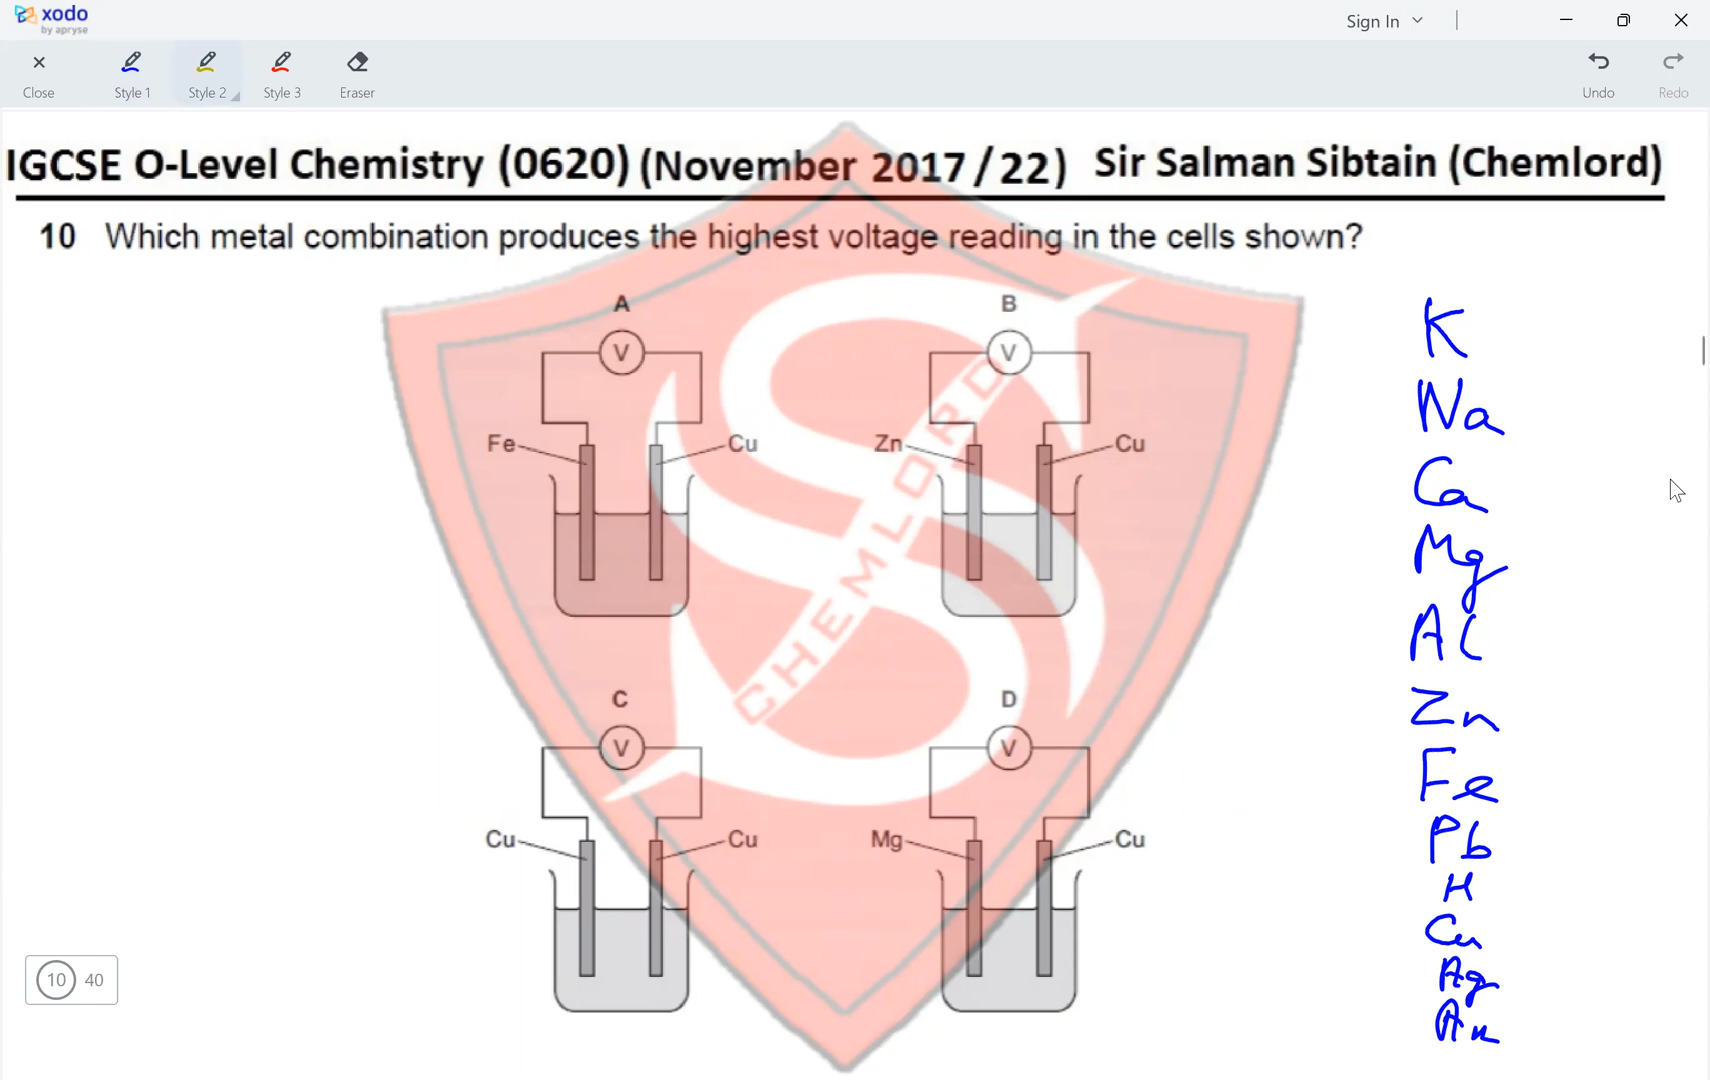 xodo
by apryse
Sign In
Close
Style 1
Style 2
Style 3
Eraser
Undo
Redo
IGCSE O-Level Chemistry (0620) (November 2017/22) Sir Salman Sibtain (Chemlord)
10 Which metal combination produces the highest voltage reading in the cells shown?
A
V
Fe
Cu
B
V
Zn
Cu
C
V
Cu
Cu
D
V
Mg
Cu
CHEMLORD
K
Na
Ca
Mg
Al
Zn
Fe
Pb
H
Cu
Ag
Au
10 40